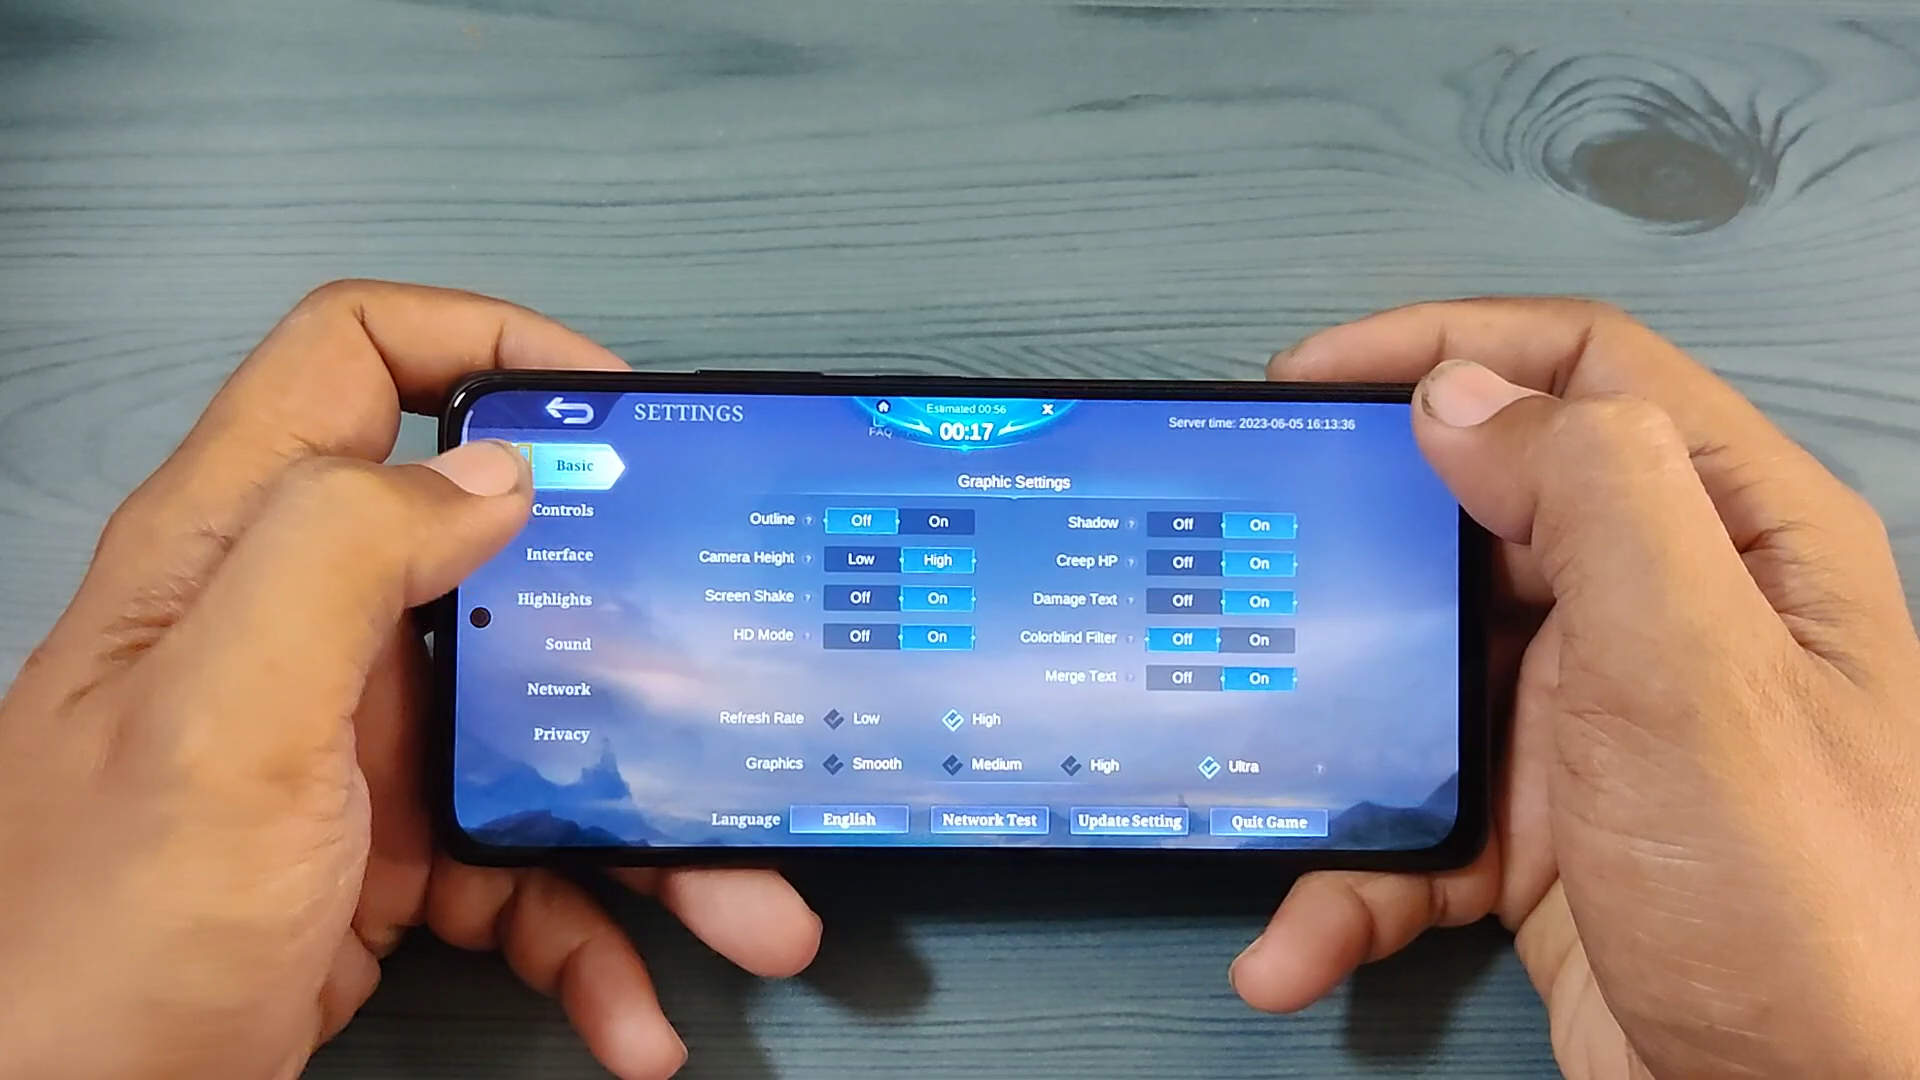 SETTINGS
FAQ
Estimated 00:56
00:17
Server time: 2023-06-05 16:13:36
Basic
Controls
Interface
Highlights
Sound
Network
Privacy
Graphic Settings
Outline ? Off On
Shadow ? Off On
Camera Height ? Low High
Creep HP ? Off On
Screen Shake ? Off On
Damage Text ? Off On
HD Mode ? Off On
Colorblind Filter ? Off On
Merge Text ? Off On
Refresh Rate Low High
Graphics Smooth Medium High Ultra ?
Language English Network Test Update Setting Quit Game